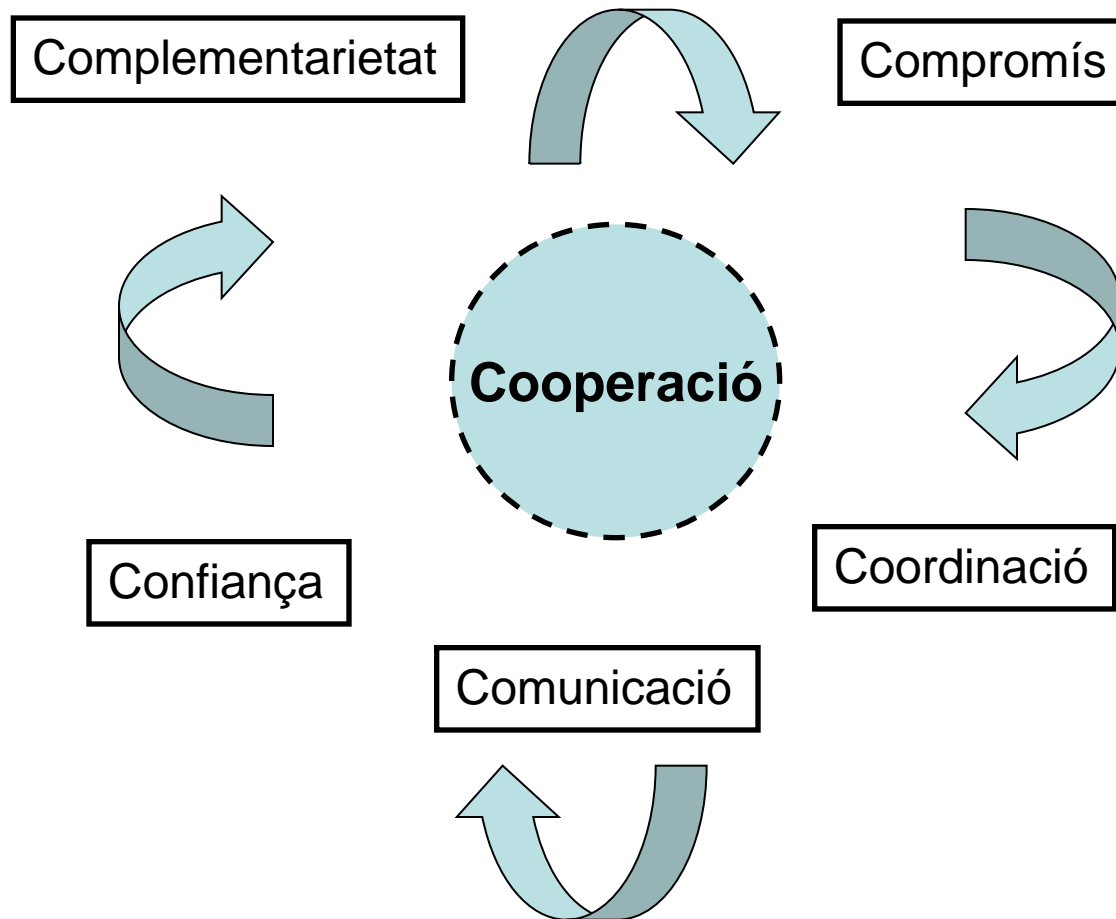 Complementarietat
Compromís
Cooperació
Confiança
Coordinació
Comunicació